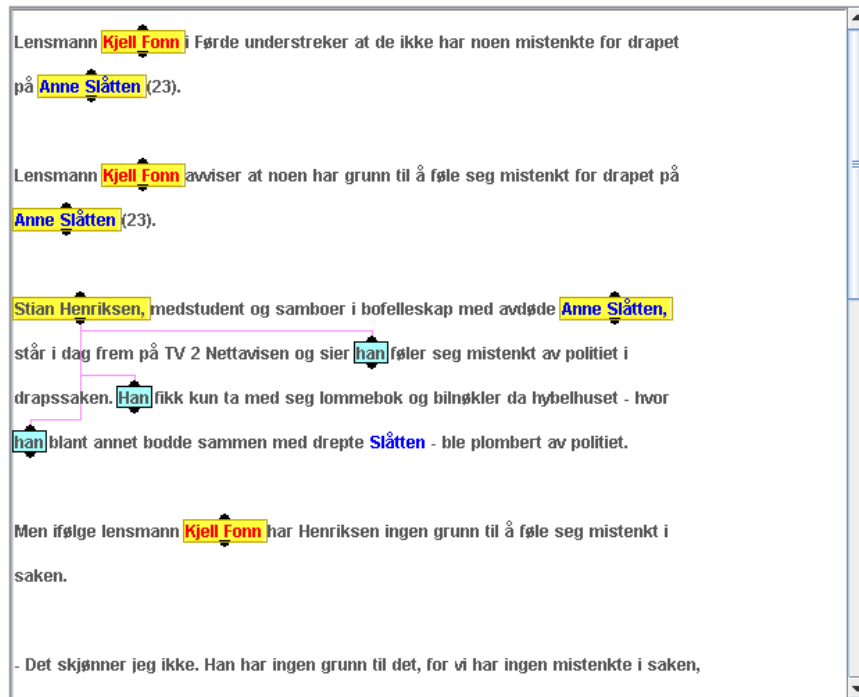 Lensmann Kjell Fonn i Førde understreker at de ikke har noen mistenkte for drapet
på Anne Slåtten (23).
Lensmann Kjell Fonn avviser at noen har grunn til å føle seg mistenkt for drapet på
Anne Slåtten (23).
Stian Henriksen, medstudent og samboer i bofelleskap med avdøde Anne Slåtten,
står i dag frem på TV 2 Nettavisen og sier han føler seg mistenkt av politiet i
drapssaken. Han fikk kun ta med seg lommebok og bilnøkler da hybelhuset - hvor
han blant annet bodde sammen med drepte Slåtten - ble plombert av politiet.
Men ifølge lensmann Kjell Fonn har Henriksen ingen grunn til å føle seg mistenkt i
saken.
- Det skjønner jeg ikke. Han har ingen grunn til det, for vi har ingen mistenkte i saken,